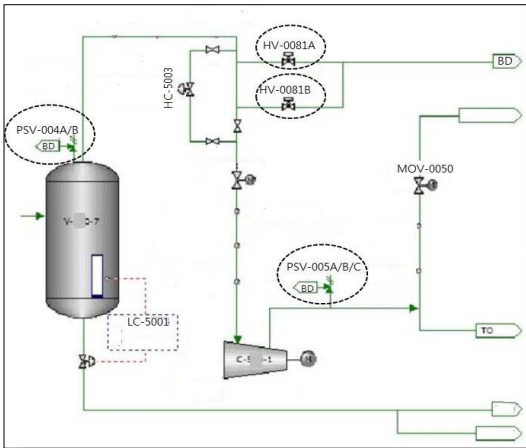 HV-0081A
BD
HC-5003
HV-0081B
PSV-004A/B
BD
MOV-0050
PSV-005A/B/C
BD
LC-5001
TO
M